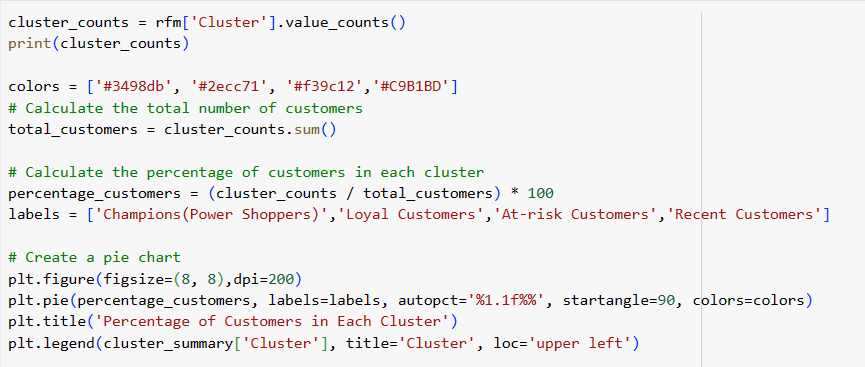 cluster_counts = rfm['Cluster'].value_counts()
print(cluster_counts)
colors = ['#3498db', '#2ecc71', '#f39c12','#C9B1BD']
# Calculate the total number of customers
total_customers = cluster_counts.sum()
# Calculate the percentage of customers in each cluster
percentage_customers = (cluster_counts / total_customers) * 100
labels = ['Champions(Power Shoppers)','Loyal Customers','At-risk Customers','Recent Customers']
# Create a pie chart
plt.figure(figsize=(8, 8),dpi=200)
plt.pie(percentage_customers, labels=labels, autopct='%1.1f%%', startangle=90, colors=colors)
plt.title('Percentage of Customers in Each Cluster')
plt.legend(cluster_summary['Cluster'], title='Cluster', loc='upper left')